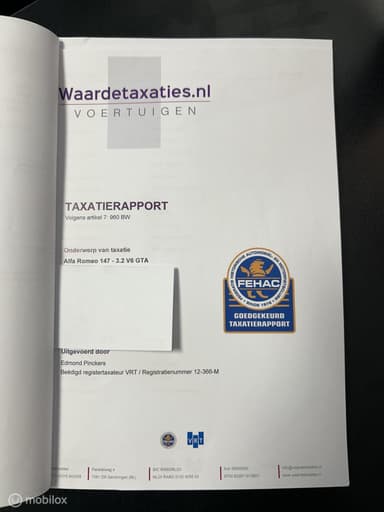 Waardetaxaties.nl
VOERTUIGEN
TAXATIERAPPORT
Volgens artikel 7: 960 BW
Onderwerp van taxatie
Alfa Romeo 147 - 3.2 V6 GTA
FEHAC
GOEDGEKEURD
TAXATIERAPPORT
Uitgevoerd door
Edmond Pinckers
Beëdigd registertaxateur VRT / Registratienummer 12-366-M
VRT
mobilox